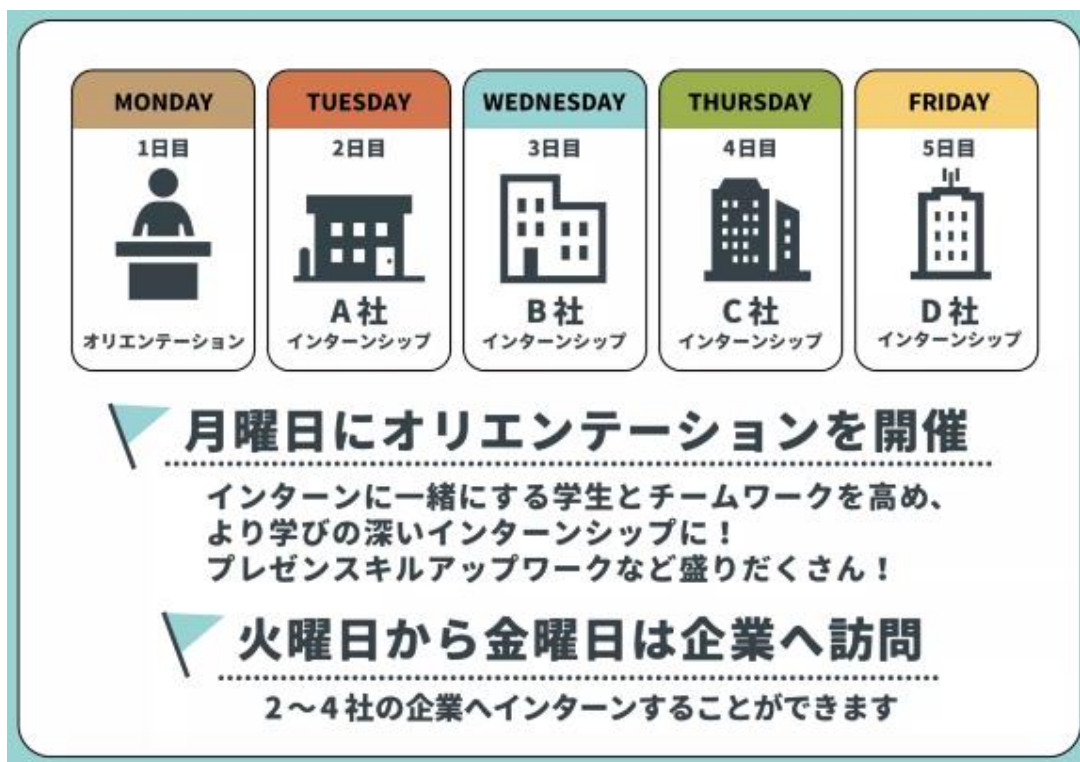 MONDAY
1日目
オリエンテーション
TUESDAY
2日目
A社
インターンシップ
WEDNESDAY
3日目
B社
インターンシップ
THURSDAY
4日目
C社
インターンシップ
FRIDAY
5日目
D社
インターンシップ
月曜日にオリエンテーションを開催
インターンに一緒にする学生とチームワークを高め、
より学びの深いインターンシップに！
プレゼンスキルアップワークなど盛りだくさん！
火曜日から金曜日は企業へ訪問
2～4社の企業へインターンすることができます